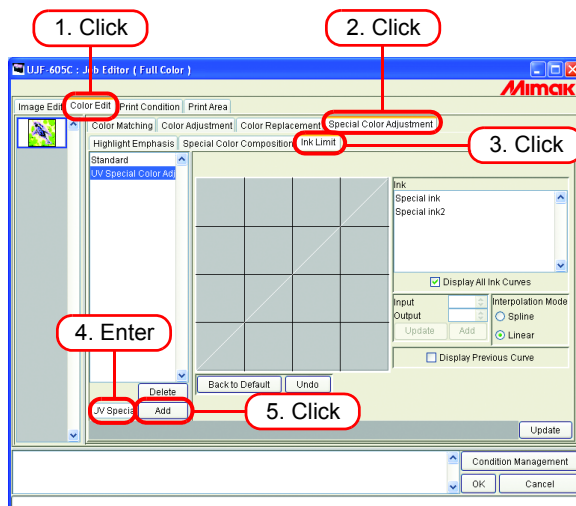 1. Click
2. Click
UJF-605C : Job Editor ( Full Color )
Mimaki
Image Edit Color Edit Print Condition Print Area
Color Matching Color Adjustment Color Replacement Special Color Adjustment
Highlight Emphasis Special Color Composition Ink Limit
3. Click
Standard
UV Special Color Adj
Ink
Special ink
Special ink2
Display All Ink Curves
Input
Output
Update Add
Interpolation Mode
Spline
Linear
Display Previous Curve
4. Enter
Delete
Back to Default Undo
UV Specia Add
5. Click
Update
Condition Management
OK Cancel